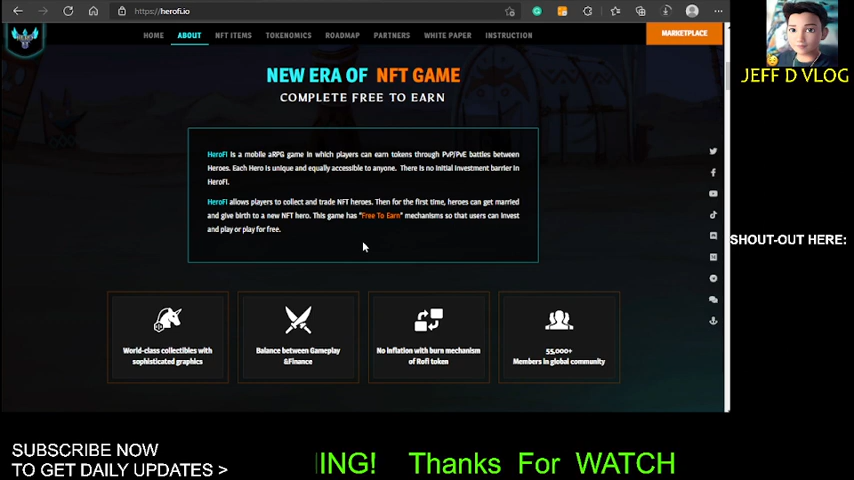 https://herofi.io
HOME ABOUT NFT ITEMS TOKENOMICS ROADMAP PARTNERS WHITE PAPER INSTRUCTION MARKETPLACE
NEW ERA OF NFT GAME
COMPLETE FREE TO EARN
HeroFi is a mobile aRPG game in which players can earn tokens through PvP/PvE battles between
Heroes. Each Hero is unique and equally accessible to anyone. There is no initial investment barrier in
HeroFi.
HeroFi allows players to collect and trade NFT heroes. Then for the first time, heroes can get married
and give birth to a new NFT hero. This game has "Free To Earn" mechanisms so that users can invest
and play or play for free.
World-class collectibles with
sophisticated graphics
Balance between Gameplay
&Finance
No inflation with burn mechanism
of Rofi token
55,000+
Members in global community
JEFF D VLOG
SHOUT-OUT HERE:
SUBSCRIBE NOW
TO GET DAILY UPDATES >
ING! Thanks For WATCH